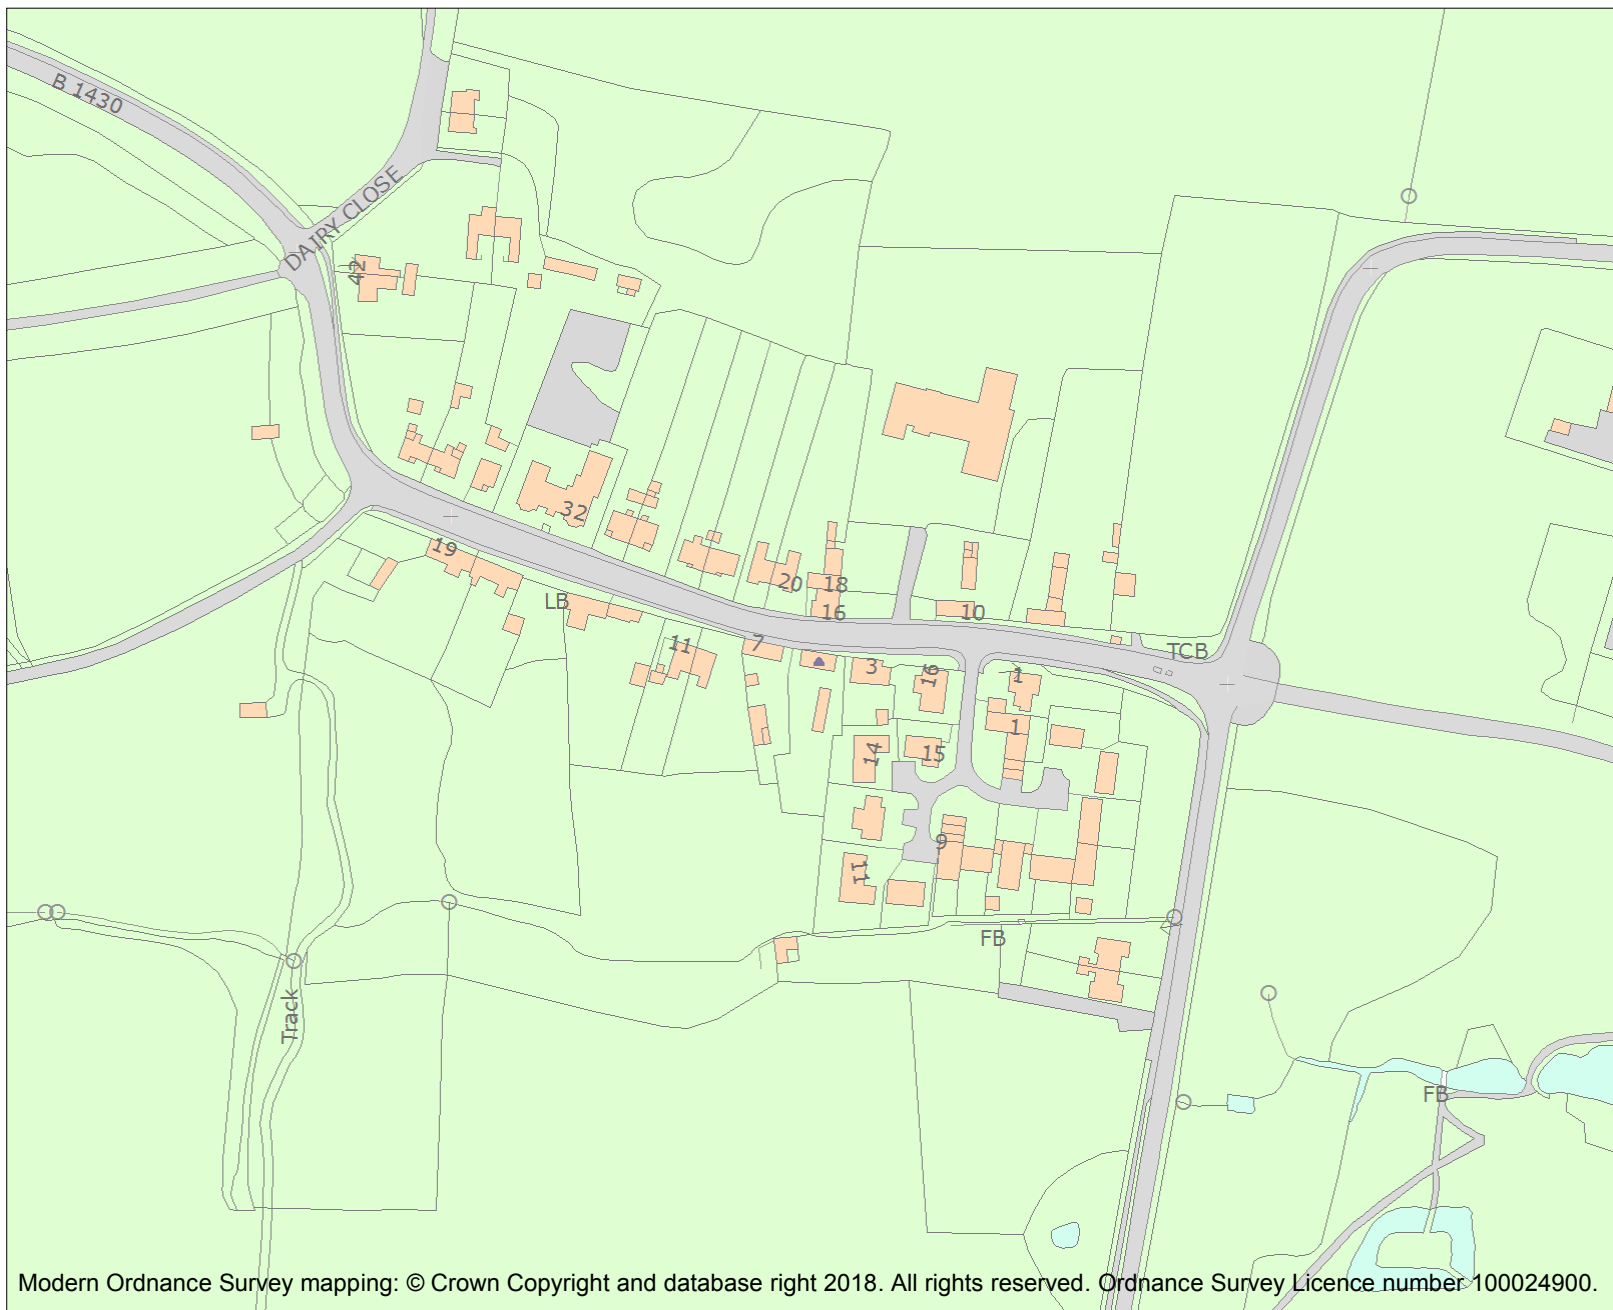 B 1430
DAIRY CLOSE
42
32
19
LB
20
18
16
10
11
7
3
16
1
TCB
1
14
15
9
11
FB
Track
FB
Modern Ordnance Survey mapping: © Crown Copyright and database right 2018. All rights reserved. Ordnance Survey Licence number 100024900.